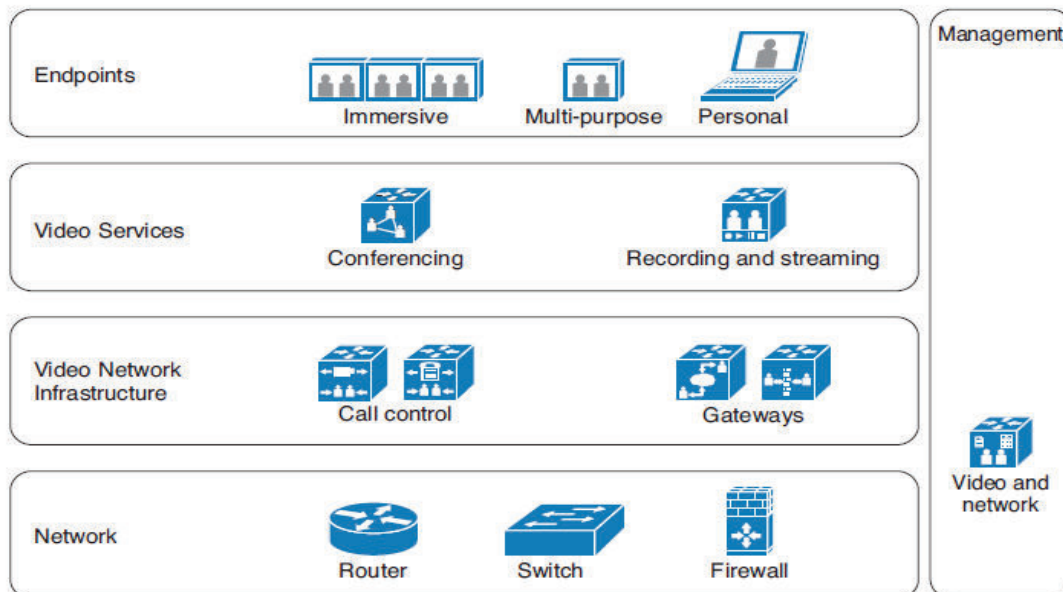 Management
Endpoints
Immersive
Multi-purpose
Personal
Video Services
Conferencing
Recording and streaming
Video Network
Infrastructure
Call control
Gateways
Video and
network
Network
Router
Switch
Firewall